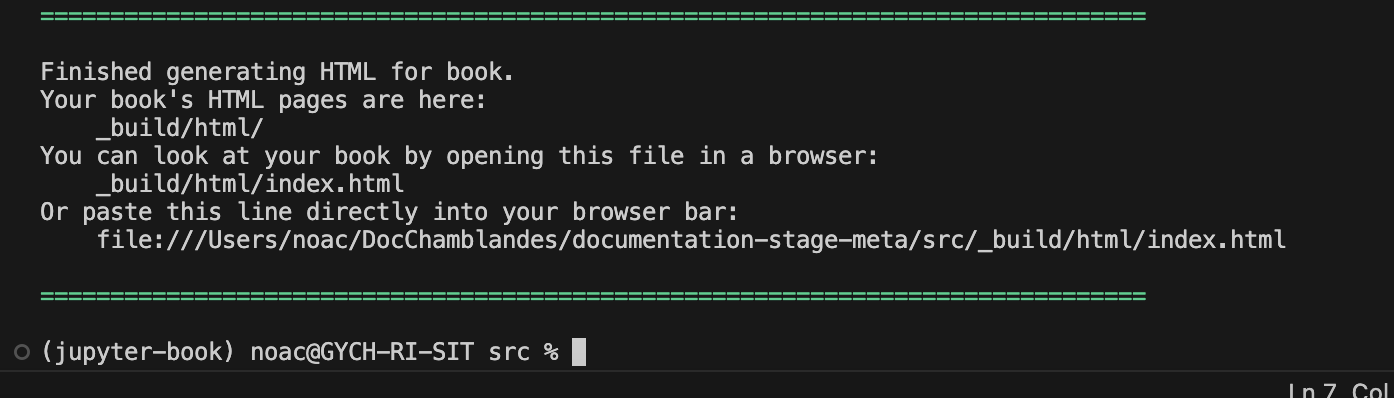 ===============================================================================
Finished generating HTML for book.
Your book's HTML pages are here:
    _build/html/
You can look at your book by opening this file in a browser:
    _build/html/index.html
Or paste this line directly into your browser bar:
    file:///Users/noac/DocChamblandes/documentation-stage-meta/src/_build/html/index.html
===============================================================================
(jupyter-book) noac@GYCH-RI-SIT src %
Ln 7, Col